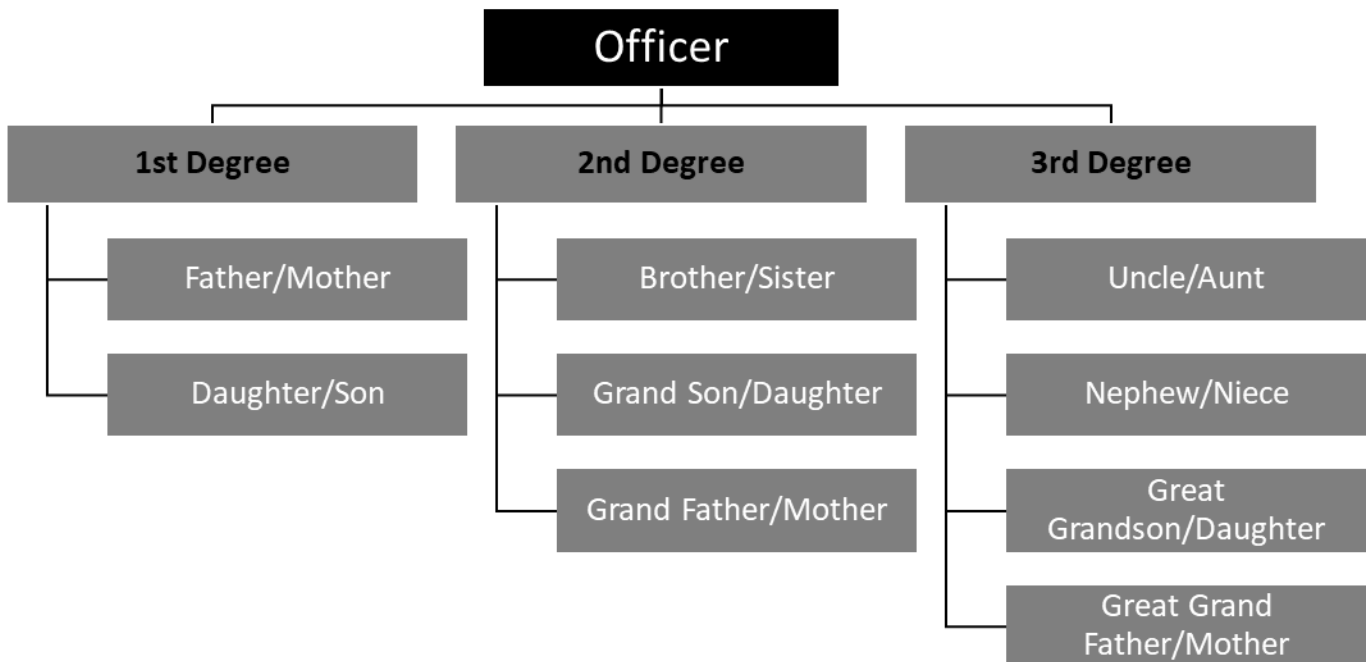 Officer
1st Degree
2nd Degree
3rd Degree
Father/Mother
Daughter/Son
Brother/Sister
Grand Son/Daughter
Grand Father/Mother
Uncle/Aunt
Nephew/Niece
Great
Grandson/Daughter
Great Grand
Father/Mother